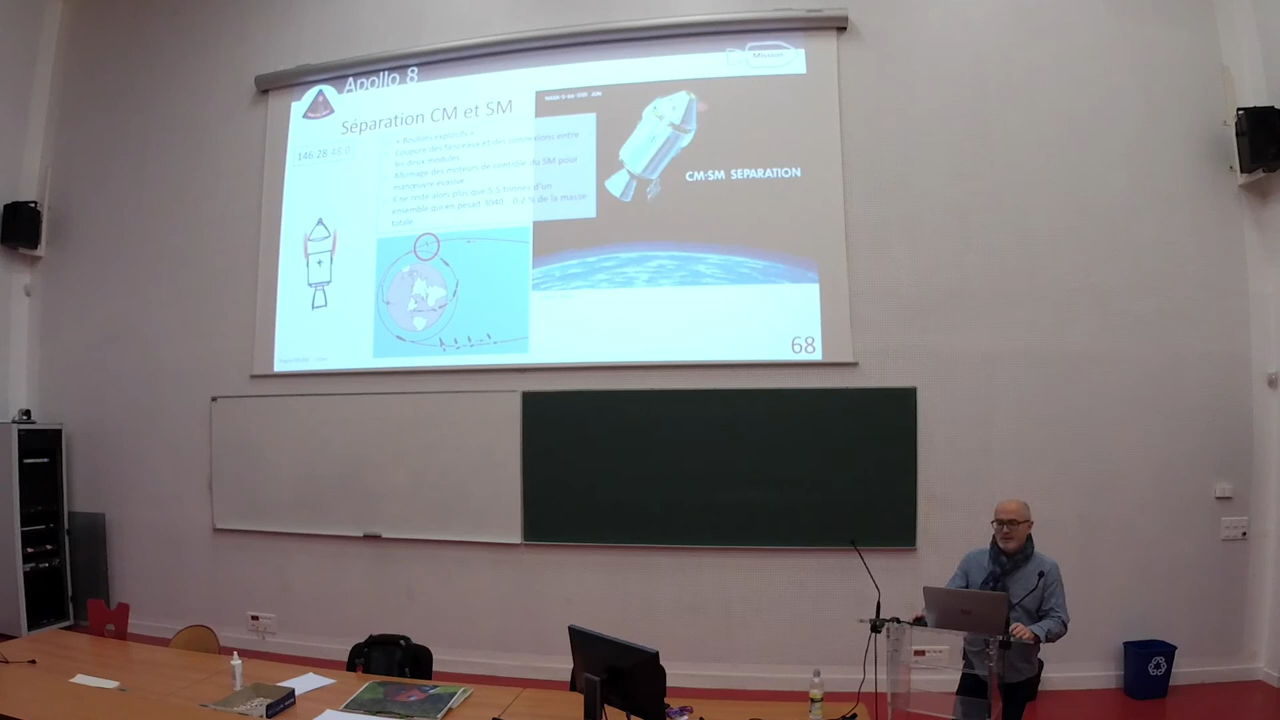 Apollo 8
Mission
Séparation CM et SM
146:28
« Boulons explosifs »
Coupure des faisceaux et des connexions entre
les deux modules
Allumage des moteurs de contrôle du SM pour
manœuvre évasive
Il ne reste alors plus que 5,5 tonnes d'un
ensemble qui en pesait 3040 0,2 % de la masse
totale
CM-SM SEPARATION
68